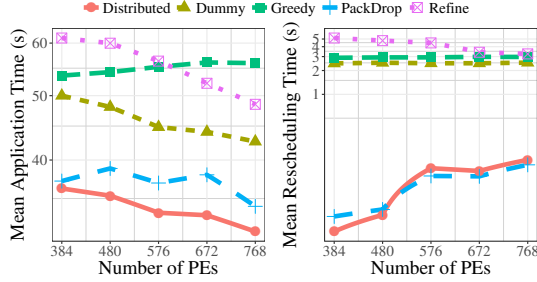 Distributed Dummy Greedy PackDrop Refine
Mean Application Time (s)
60
50
40
384 480 576 672 768
Number of PEs
Mean Rescheduling Time (s)
5
4
3
2
1
384 480 576 672 768
Number of PEs